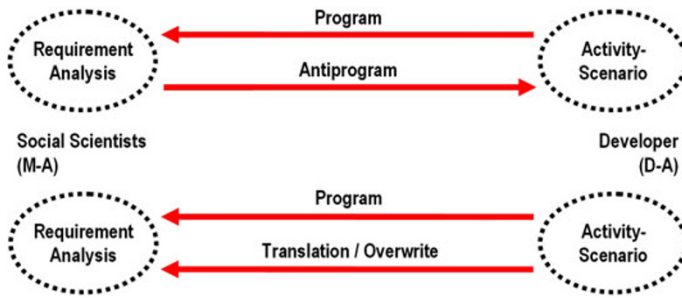 Program
Requirement
Analysis
Activity-
Scenario
Antiprogram
Social Scientists
(M-A)
Developer
(D-A)
Program
Requirement
Analysis
Activity-
Scenario
Translation / Overwrite